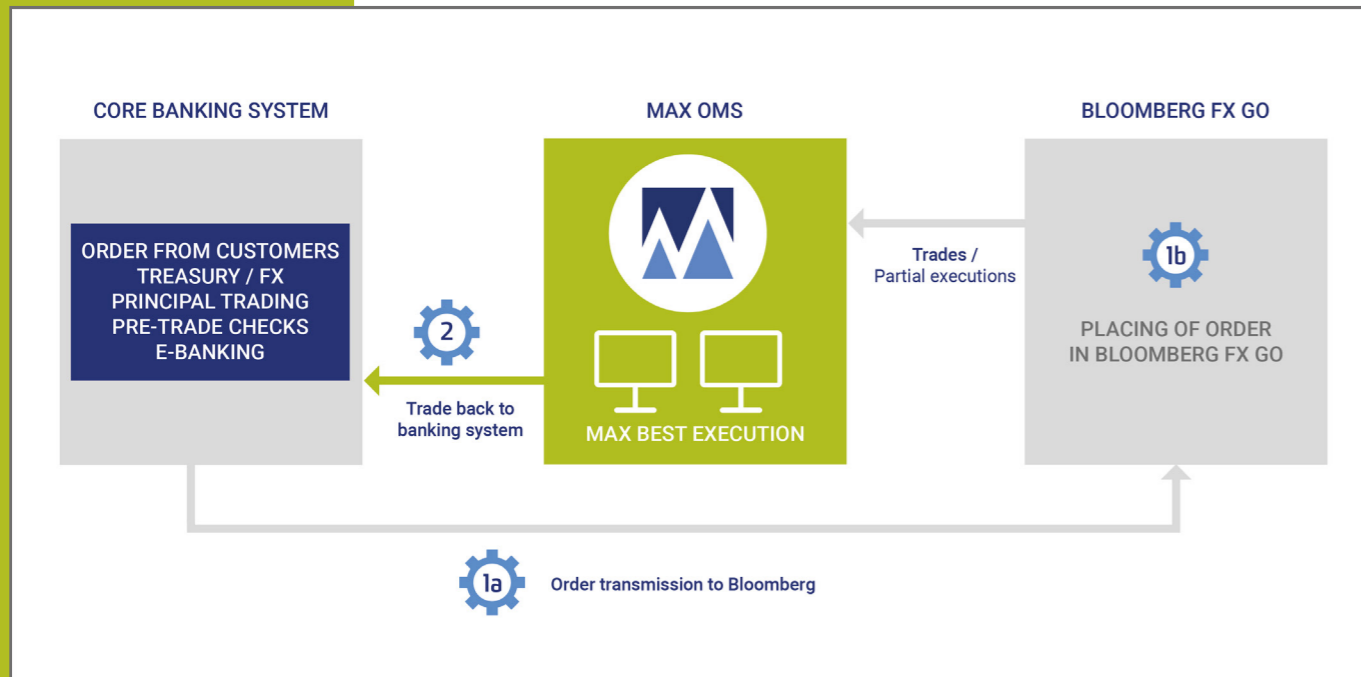 CORE BANKING SYSTEM
MAX OMS
BLOOMBERG FX GO
ORDER FROM CUSTOMERS
TREASURY / FX
PRINCIPAL TRADING
PRE-TRADE CHECKS
E-BANKING
2
Trade back to
banking system
MAX BEST EXECUTION
Trades /
Partial executions
1b
PLACING OF ORDER
IN BLOOMBERG FX GO
1a
Order transmission to Bloomberg